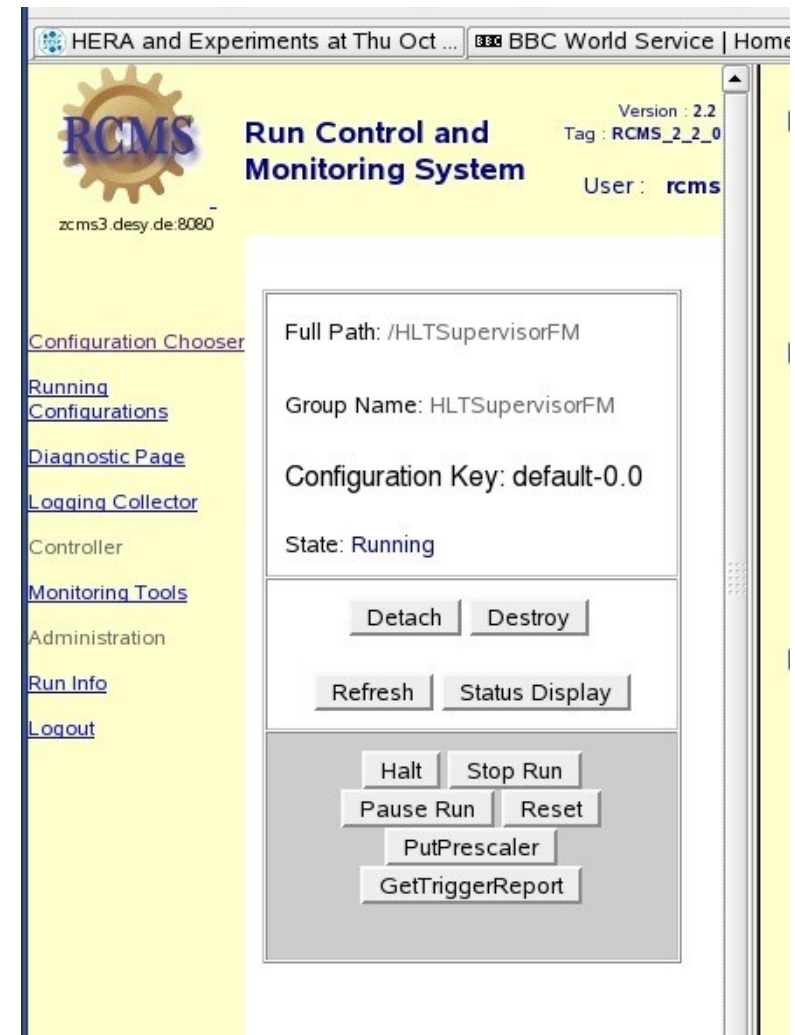 HERA and Experiments at Thu Oct ...
BBC BBC World Service | Home
RCMS
zcms3.desy.de:8080
Run Control and
Monitoring System
Version : 2.2
Tag : RCMS_2_2_0
User : rcms
Configuration Chooser
Running
Configurations
Diagnostic Page
Logging Collector
Controller
Monitoring Tools
Administration
Run Info
Logout
Full Path: /HLTSupervisorFM
Group Name: HLTSupervisorFM
Configuration Key: default-0.0
State: Running
Detach Destroy
Refresh Status Display
Halt Stop Run
Pause Run Reset
PutPrescaler
GetTriggerReport